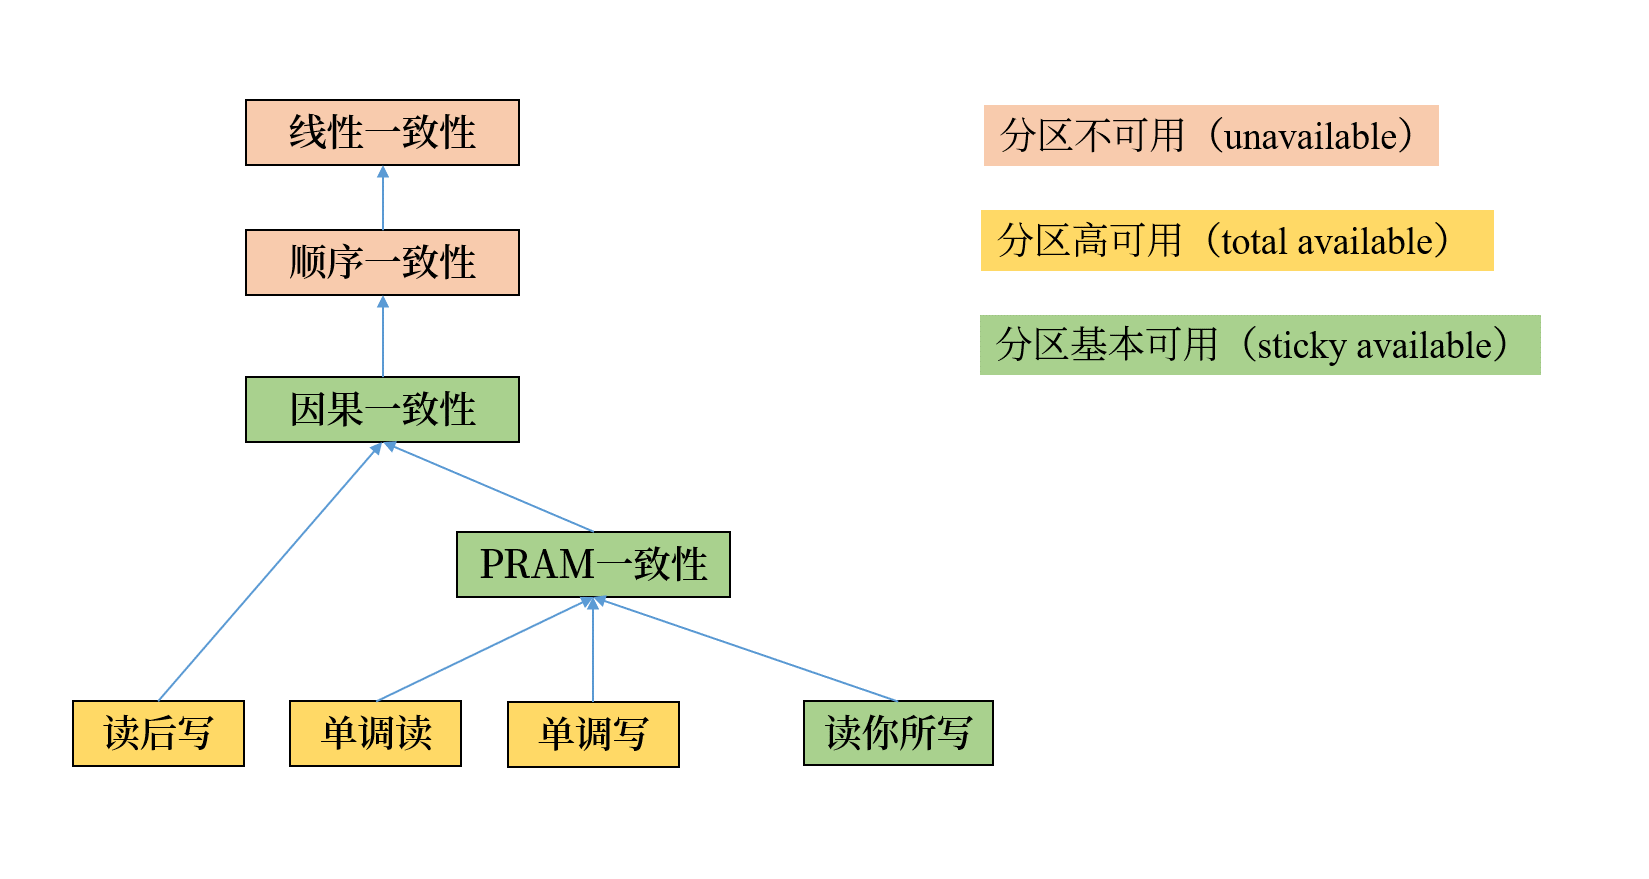 线性一致性
分区不可用（unavailable）
分区高可用（total available）
顺序一致性
分区基本可用（sticky available）
因果一致性
PRAM一致性
读后写
单调读
单调写
读你所写